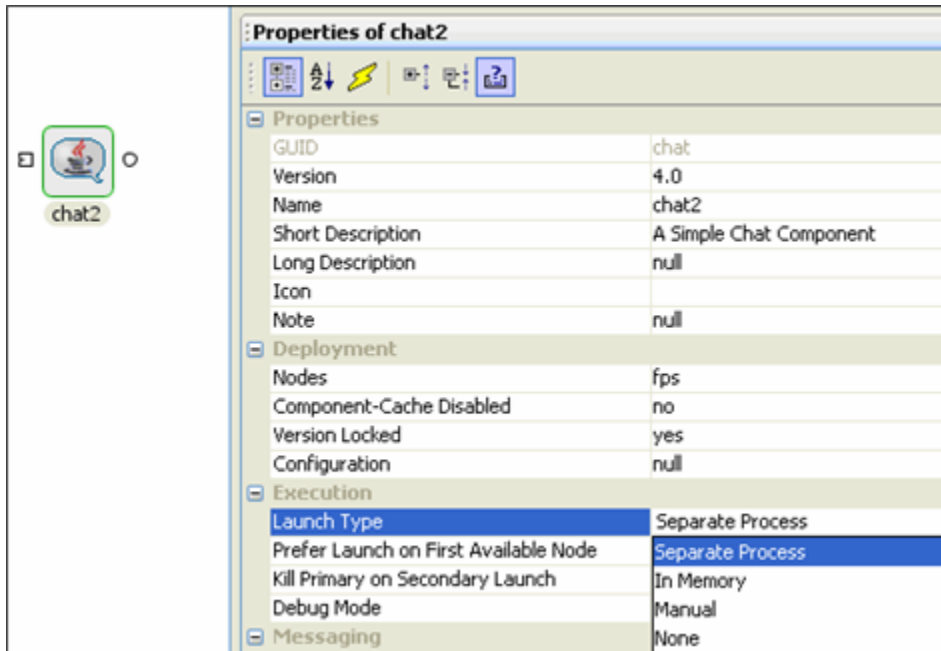 Properties of chat2
Properties
GUID chat
Version 4.0
Name chat2
Short Description A Simple Chat Component
Long Description null
Icon
Note null
Deployment
Nodes fps
Component-Cache Disabled no
Version Locked yes
Configuration null
Execution
Launch Type Separate Process
Prefer Launch on First Available Node Separate Process
Kill Primary on Secondary Launch In Memory
Debug Mode Manual
Messaging None
chat2